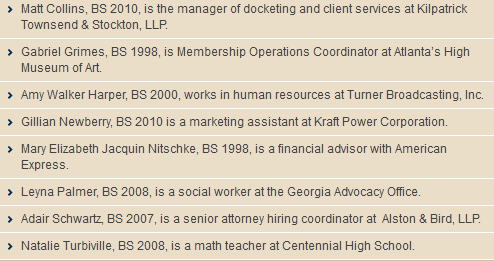 Matt Collins, BS 2010, is the manager of docketing and client services at Kilpatrick
Townsend & Stockton, LLP.
Gabriel Grimes, BS 1998, is Membership Operations Coordinator at Atlanta's High
Museum of Art.
Amy Walker Harper, BS 2000, works in human resources at Turner Broadcasting, Inc.
Gillian Newberry, BS 2010 is a marketing assistant at Kraft Power Corporation.
Mary Elizabeth Jacquin Nitschke, BS 1998, is a financial advisor with American
Express.
Leyna Palmer, BS 2008, is a social worker at the Georgia Advocacy Office.
Adair Schwartz, BS 2007, is a senior attorney hiring coordinator at  Alston & Bird, LLP.
Natalie Turbiville, BS 2008, is a math teacher at Centennial High School.